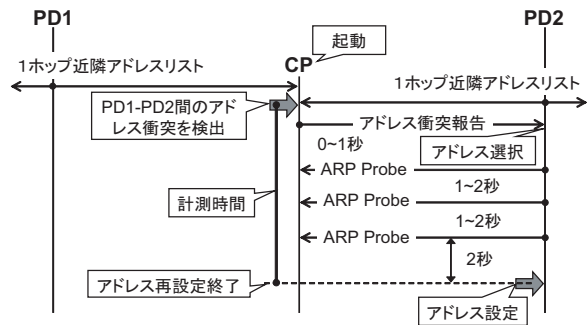 PD1
PD2
起動
CP
1ホップ近隣アドレスリスト
1ホップ近隣アドレスリスト
PD1-PD2間のアド
レス衝突を検出
アドレス衝突報告
0~1秒
アドレス選択
ARP Probe
1~2秒
計測時間
ARP Probe
1~2秒
ARP Probe
2秒
アドレス再設定終了
アドレス設定